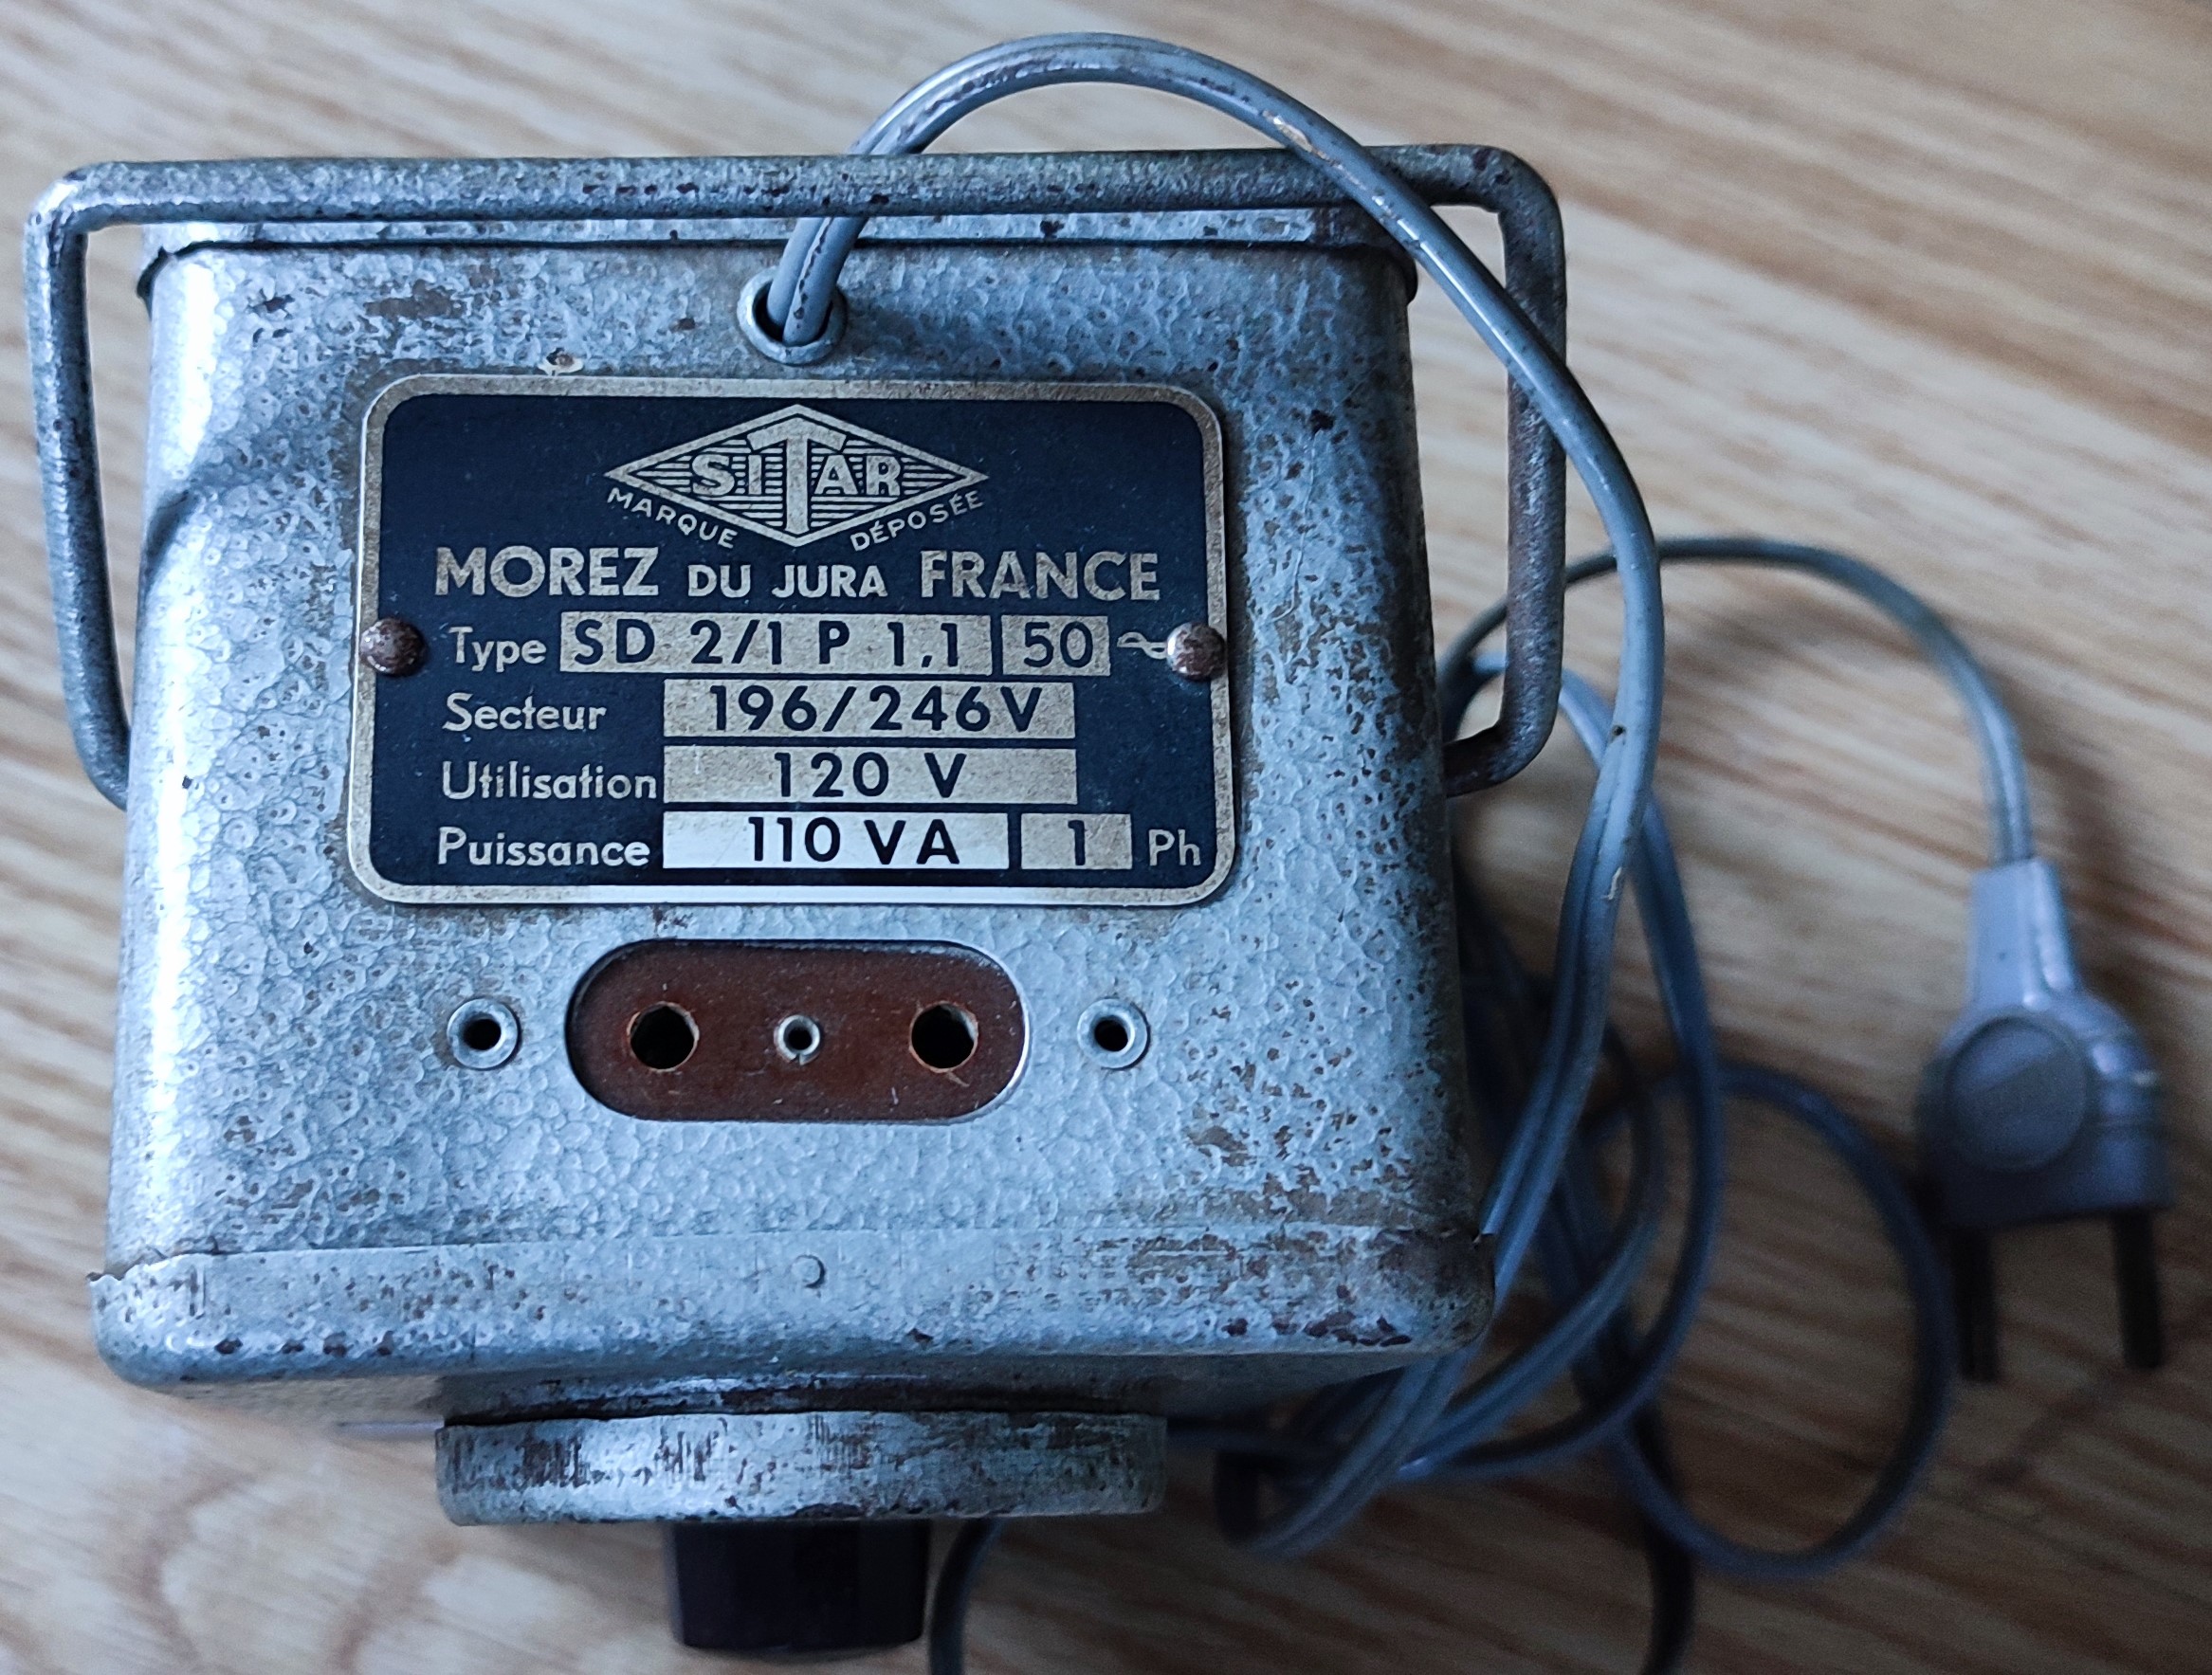 SITAR
MARQUE DÉPOSÉE
MOREZ DU JURA FRANCE
Type SD 2/1 P 1,1 50 ~
Secteur 196/246V
Utilisation 120 V
Puissance 110 VA 1 Ph